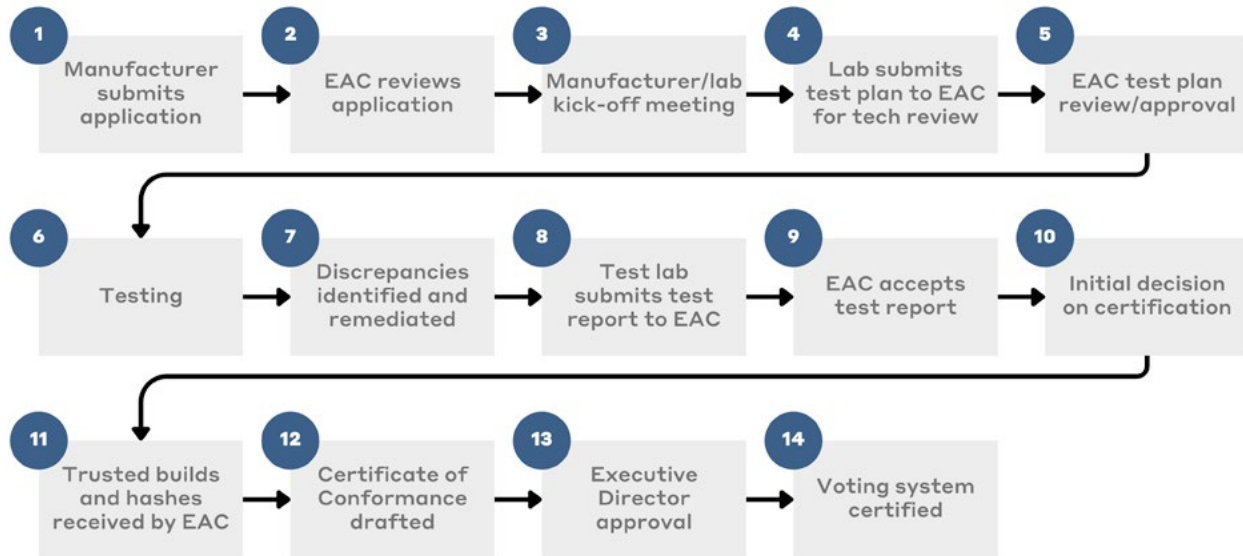 1
Manufacturer
submits
application
2
EAC reviews
application
3
Manufacturer/lab
kick-off meeting
4
Lab submits
test plan to EAC
for tech review
5
EAC test plan
review/approval
6
Testing
7
Discrepancies
identified and
remediated
8
Test lab
submits test
report to EAC
9
EAC accepts
test report
10
Initial decision
on certification
11
Trusted builds
and hashes
received by EAC
12
Certificate of
Conformance
drafted
13
Executive
Director
approval
14
Voting system
certified